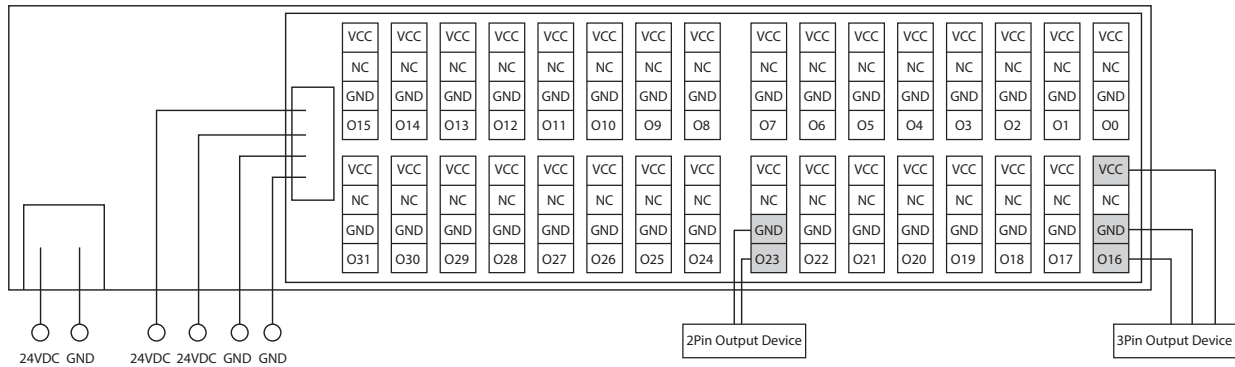 VCC VCC VCC VCC VCC VCC VCC VCC VCC VCC VCC VCC VCC VCC VCC VCC
NC NC NC NC NC NC NC NC NC NC NC NC NC NC NC NC
GND GND GND GND GND GND GND GND GND GND GND GND GND GND GND GND
O15 O14 O13 O12 O11 O10 O9 O8 O7 O6 O5 O4 O3 O2 O1 O0
VCC VCC VCC VCC VCC VCC VCC VCC VCC VCC VCC VCC VCC VCC VCC VCC
NC NC NC NC NC NC NC NC NC NC NC NC NC NC NC NC
GND GND GND GND GND GND GND GND GND GND GND GND GND GND GND GND
O31 O30 O29 O28 O27 O26 O25 O24 O23 O22 O21 O20 O19 O18 O17 O16
2Pin Output Device 3Pin Output Device
24VDC GND 24VDC 24VDC GND GND